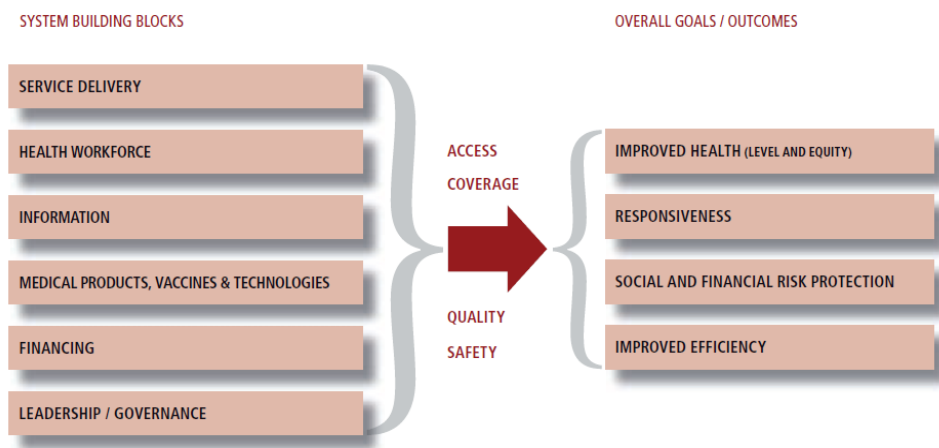 SYSTEM BUILDING BLOCKS
SERVICE DELIVERY
HEALTH WORKFORCE
INFORMATION
MEDICAL PRODUCTS, VACCINES & TECHNOLOGIES
FINANCING
LEADERSHIP / GOVERNANCE
ACCESS
COVERAGE
QUALITY
SAFETY
OVERALL GOALS / OUTCOMES
IMPROVED HEALTH (LEVEL AND EQUITY)
RESPONSIVENESS
SOCIAL AND FINANCIAL RISK PROTECTION
IMPROVED EFFICIENCY